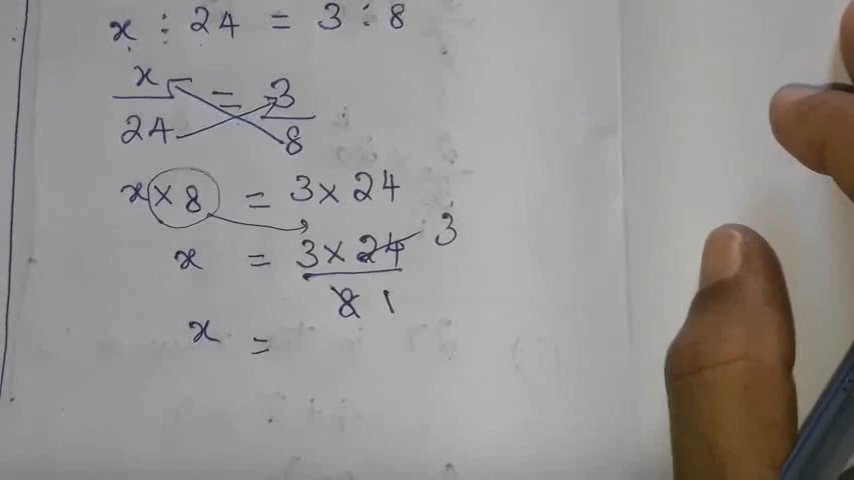 x : 24 = 3 : 8
x/24 = 3/8
x × 8 = 3 × 24
x = 3 × 24 3
8 1
x =